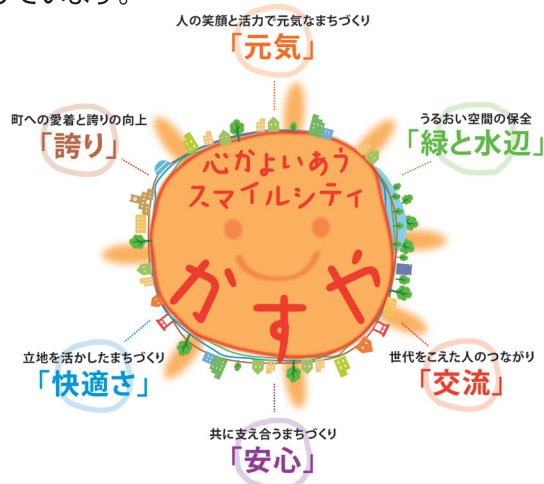 ています。
人の笑顔と活力で元気なまちづくり
「元気」
町への愛着と誇りの向上
「誇り」
うるおい空間の保全
「緑と水辺」
心かよいあう
スマイルシティ
かすや
立地を活かしたまちづくり
「快適さ」
世代をこえた人のつながり
「交流」
共に支え合うまちづくり
「安心」